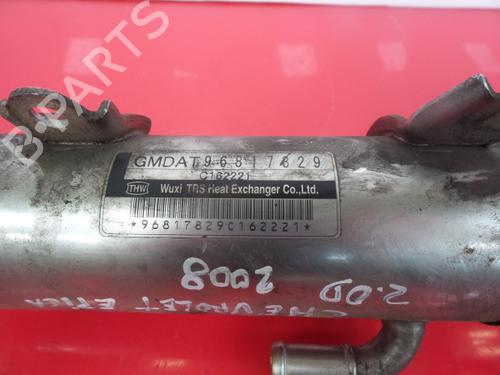 GMDAT96817829
C162221
THW Wuxi TRS Heat Exchanger Co.,Ltd.
*96817829C162221*
CHEVROLET EPICA
2.0D 2008
B-PARTS